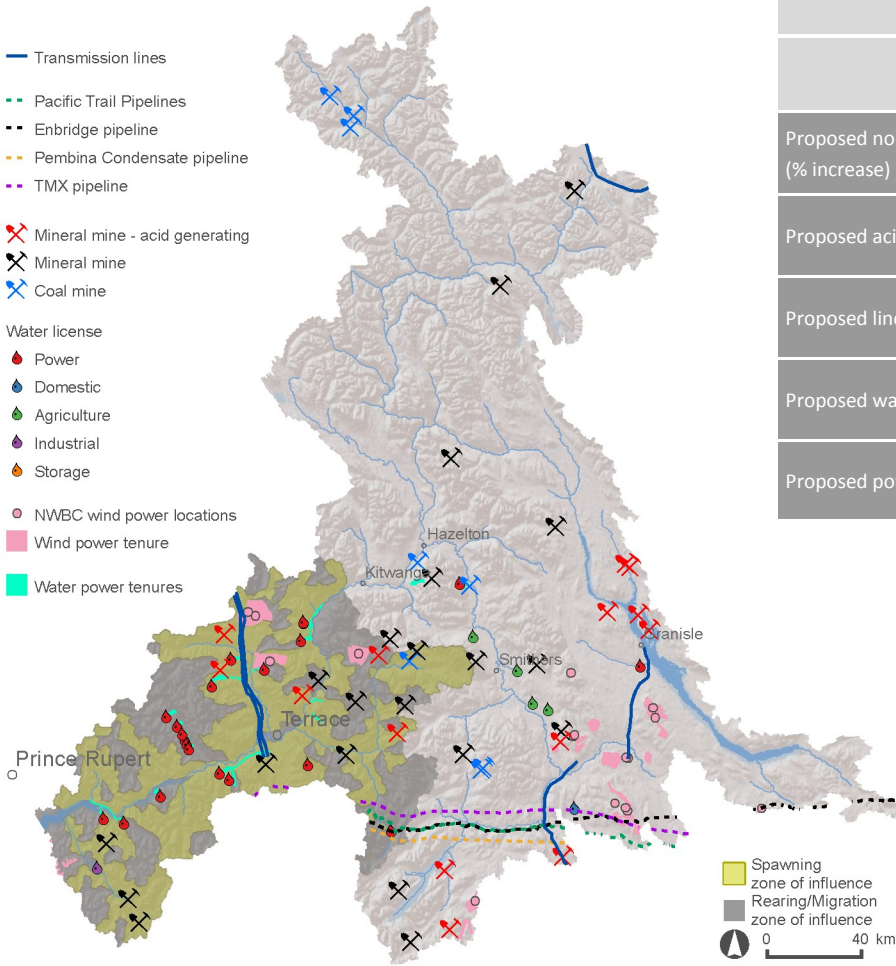 Transmission lines
Pacific Trail Pipelines
Enbridge pipeline
Pembina Condensate pipeline
TMX pipeline
Mineral mine - acid generating
Mineral mine
Coal mine
Water license
Power
Domestic
Agriculture
Industrial
Storage
NWBC wind power locations
Wind power tenure
Water power tenures
Proposed no
(% increase)
Proposed aci
Proposed line
Proposed wa
Proposed po
Hazelton
Kitwanga
Granisle
Smithers
Terrace
Prince Rupert
Spawning
zone of influence
Rearing/Migration
zone of influence
0 40 km